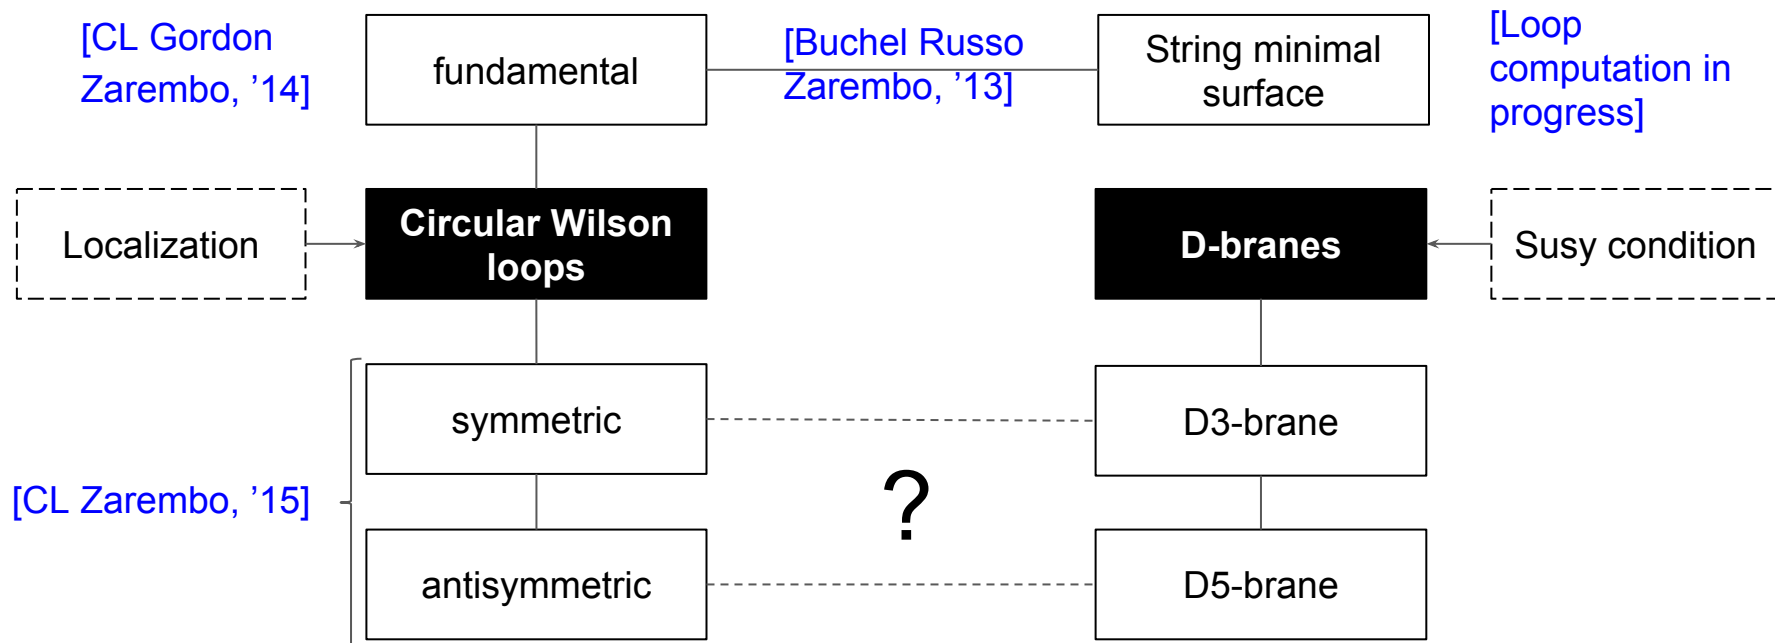 [CL Gordon
Zarembo, ’14]
fundamental
[Buchel Russo
Zarembo, ’13]
String minimal
surface
[Loop
computation in
progress]
Localization
Circular Wilson
loops
D-branes
Susy condition
symmetric
D3-brane
[CL Zarembo, ’15]
?
antisymmetric
D5-brane